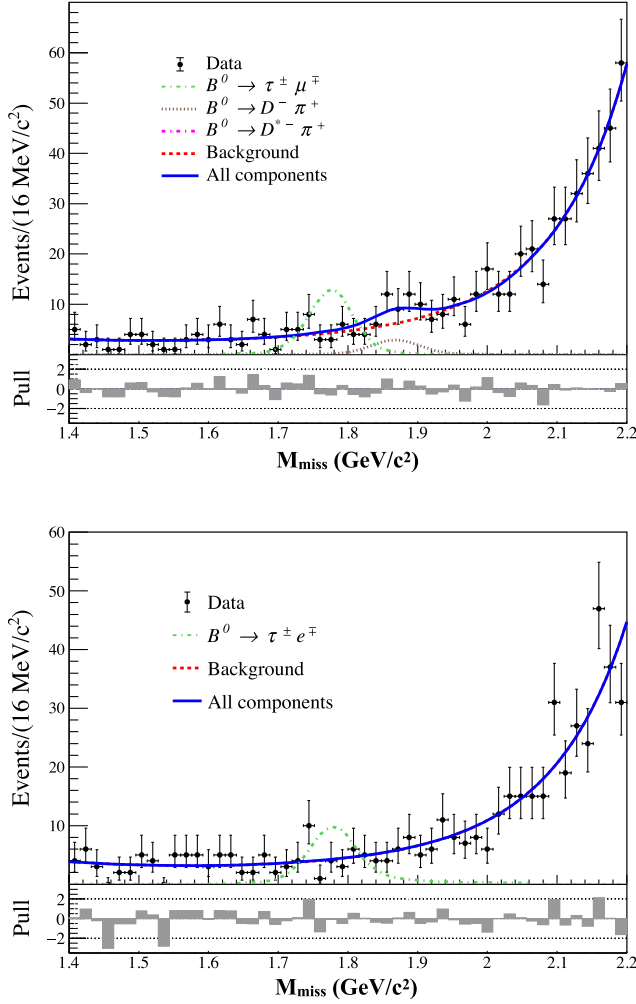 60
50
40
30
20
10
Events/(16 MeV/c²)
Data
B⁰ → τ± μ∓
B⁰ → D⁻ π⁺
B⁰ → D*⁻ π⁺
Background
All components
Pull
2
0
−2
1.4 1.5 1.6 1.7 1.8 1.9 2 2.1 2.2
M_miss (GeV/c²)
60
50
40
30
20
10
Events/(16 MeV/c²)
Data
B⁰ → τ± e∓
Background
All components
Pull
2
0
−2
1.4 1.5 1.6 1.7 1.8 1.9 2 2.1 2.2
M_miss (GeV/c²)